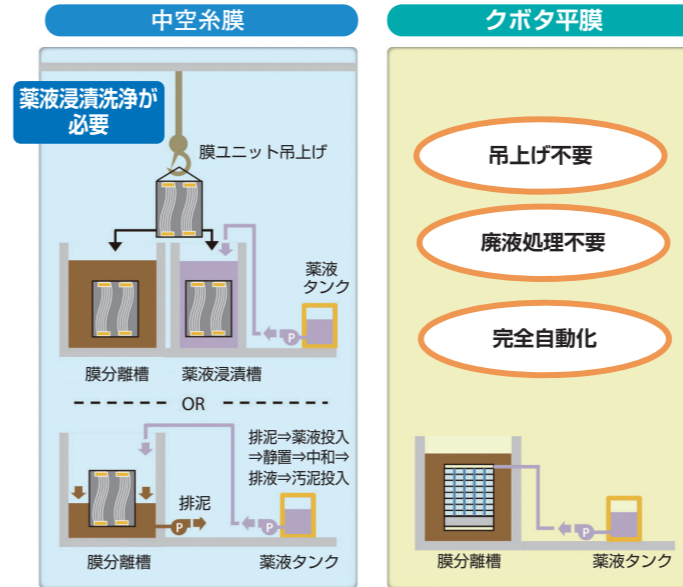 中空糸膜
薬液浸漬洗浄が
必要
膜ユニット吊上げ
薬液
タンク
P
膜分離槽
薬液浸漬槽
OR
排泥⇒薬液投入
⇒静置⇒中和⇒
排液⇒汚泥投入
排泥
P
P
膜分離槽
薬液タンク
クボタ平膜
吊上げ不要
廃液処理不要
完全自動化
P
膜分離槽
薬液タンク